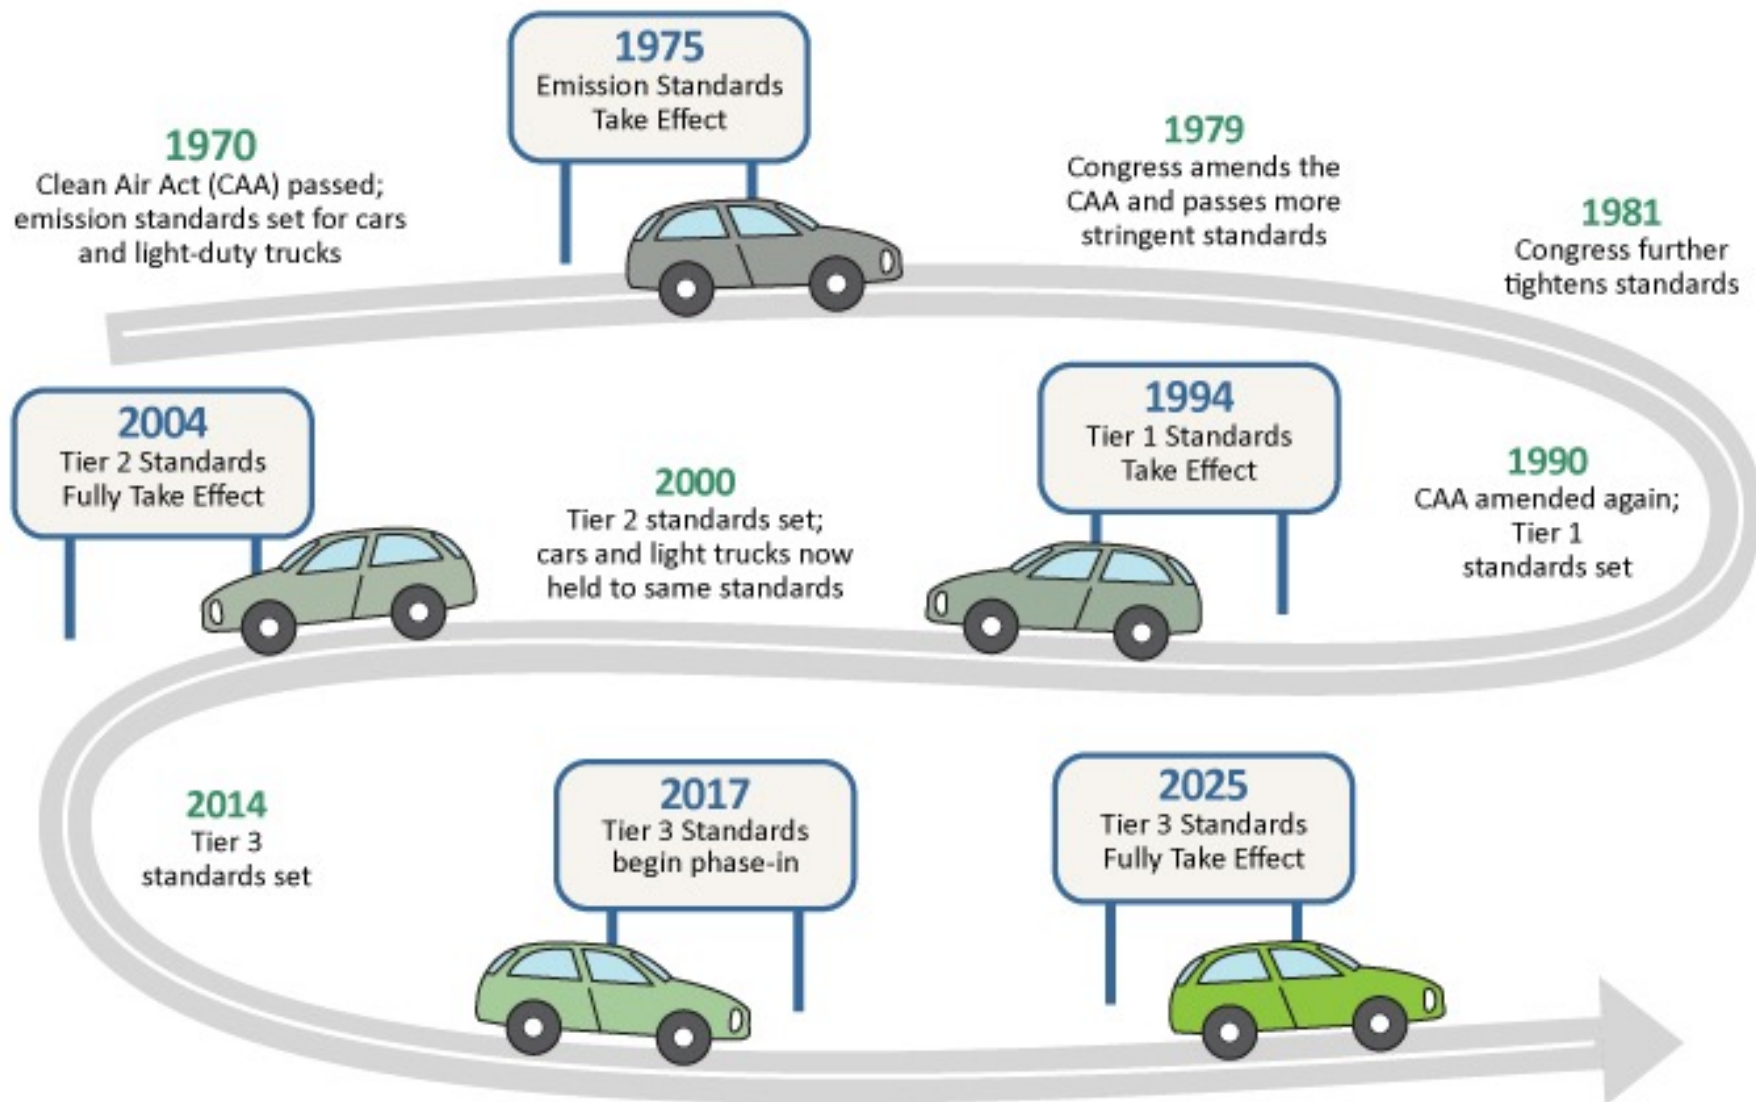 1970
Clean Air Act (CAA) passed;
emission standards set for cars
and light-duty trucks
1975
Emission Standards
Take Effect
1979
Congress amends the
CAA and passes more
stringent standards
1981
Congress further
tightens standards
1990
CAA amended again;
Tier 1
standards set
1994
Tier 1 Standards
Take Effect
2000
Tier 2 standards set;
cars and light trucks now
held to same standards
2004
Tier 2 Standards
Fully Take Effect
2014
Tier 3
standards set
2017
Tier 3 Standards
begin phase-in
2025
Tier 3 Standards
Fully Take Effect